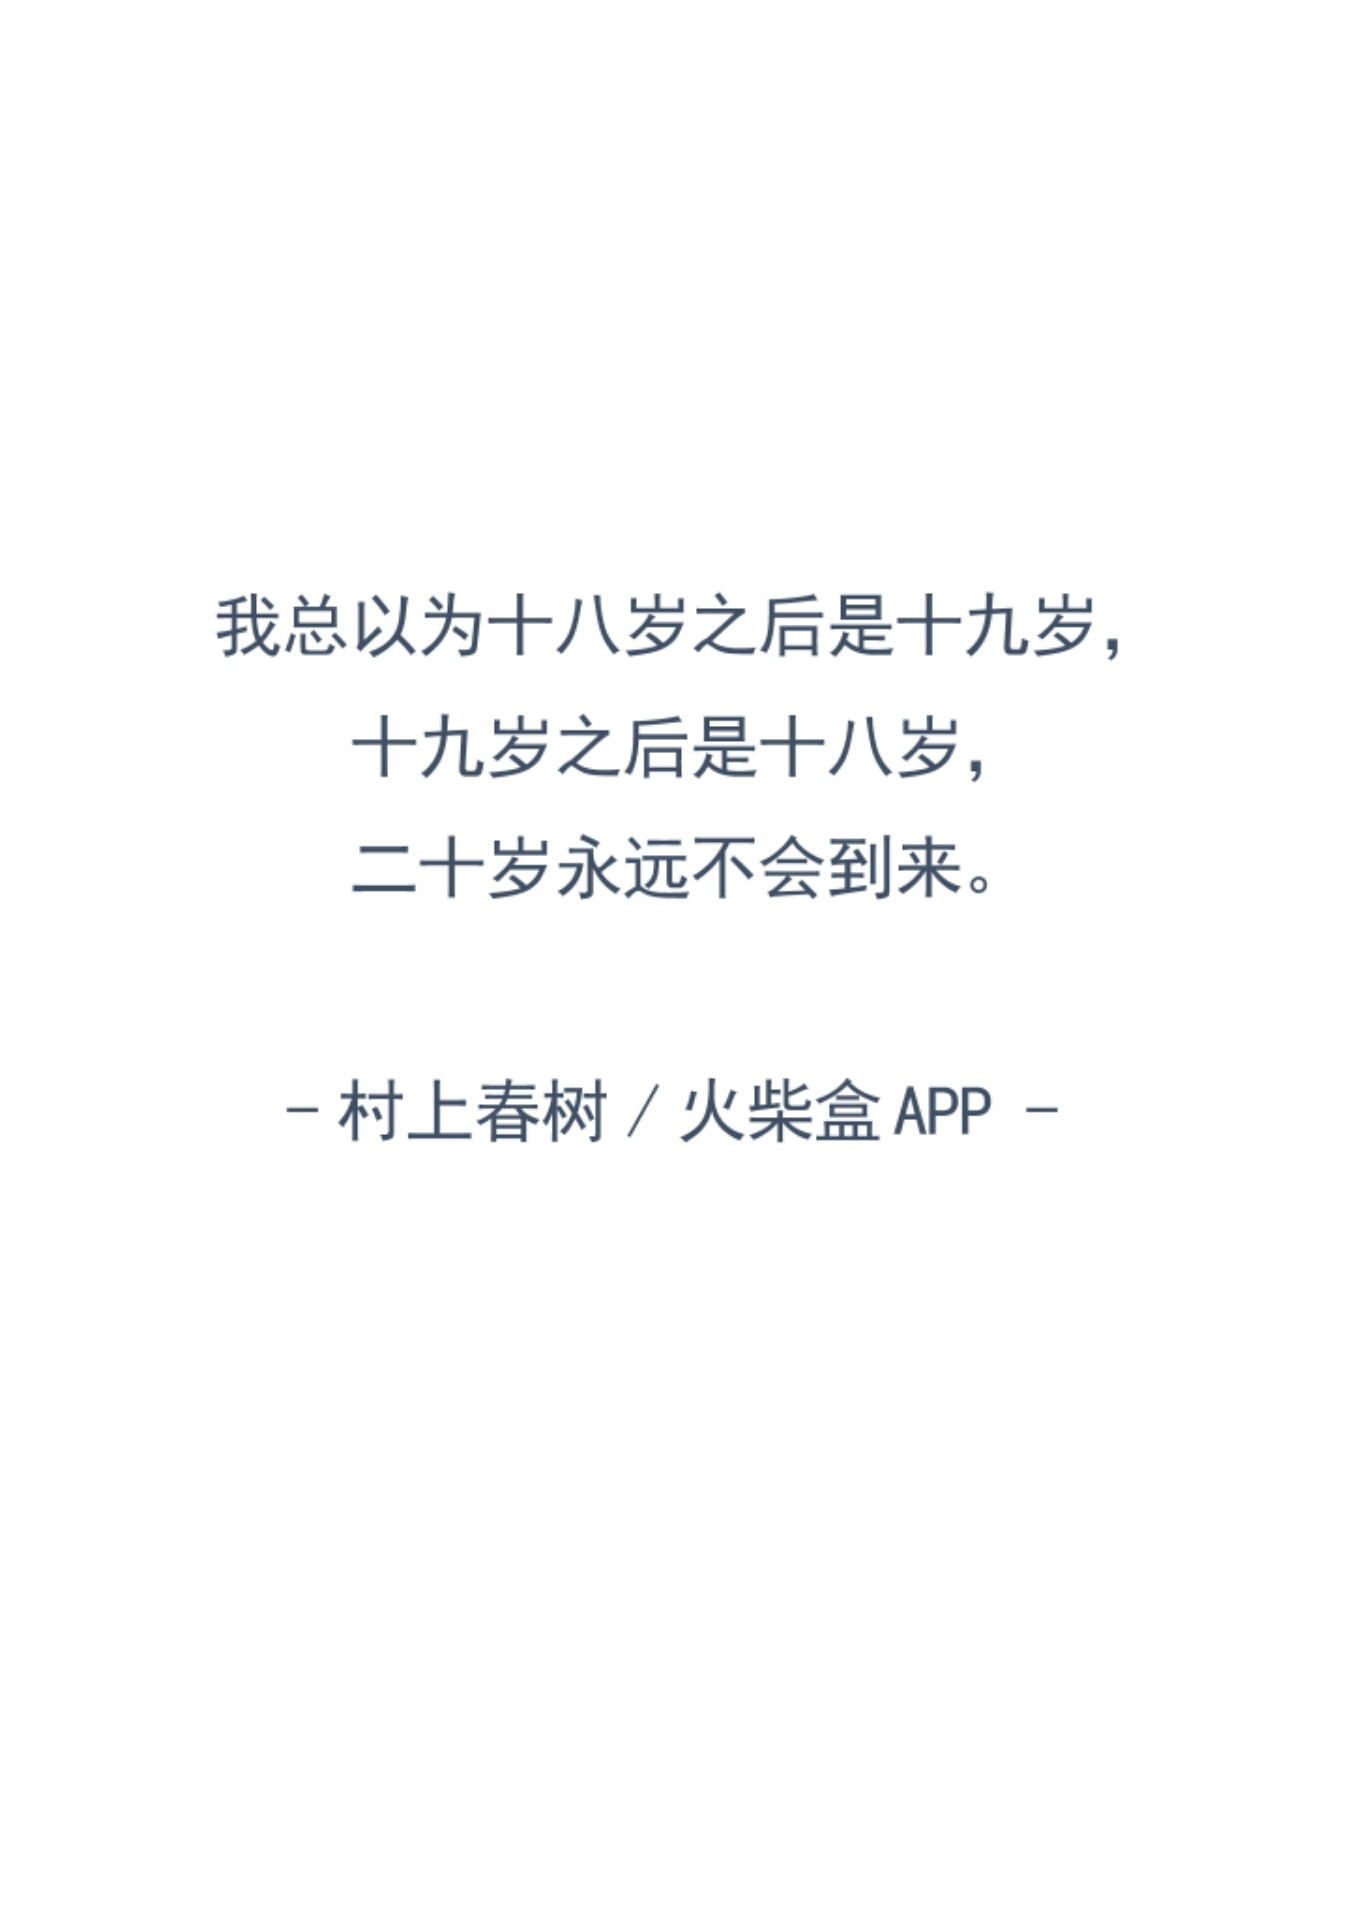 我总以为十八岁之后是十九岁，
十九岁之后是十八岁，
二十岁永远不会到来。
- 村上春树 / 火柴盒 APP -